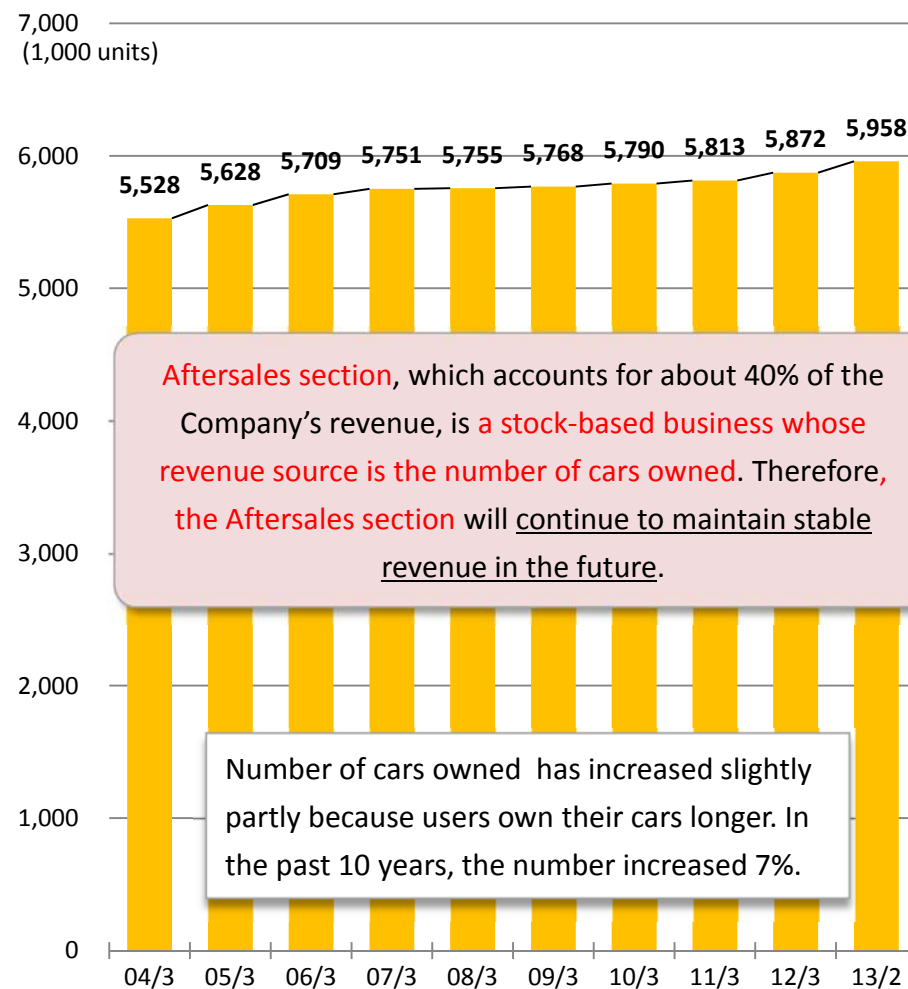 7,000
(1,000 units)
5,528 5,628 5,709 5,751 5,755 5,768 5,790 5,813 5,872 5,958
6,000
5,000
Aftersales section, which accounts for about 40% of the
Company's revenue, is a stock-based business whose
4,000
revenue source is the number of cars owned. Therefore,
the Aftersales section will continue to maintain stable
3,000
revenue in the future.
2,000
Number of cars owned has increased slightly
1,000
partly because users own their cars longer. In
the past 10 years, the number increased 7%.
0
04/3 05/3 06/3 07/3 08/3 09/3 10/3 11/3 12/3 13/2